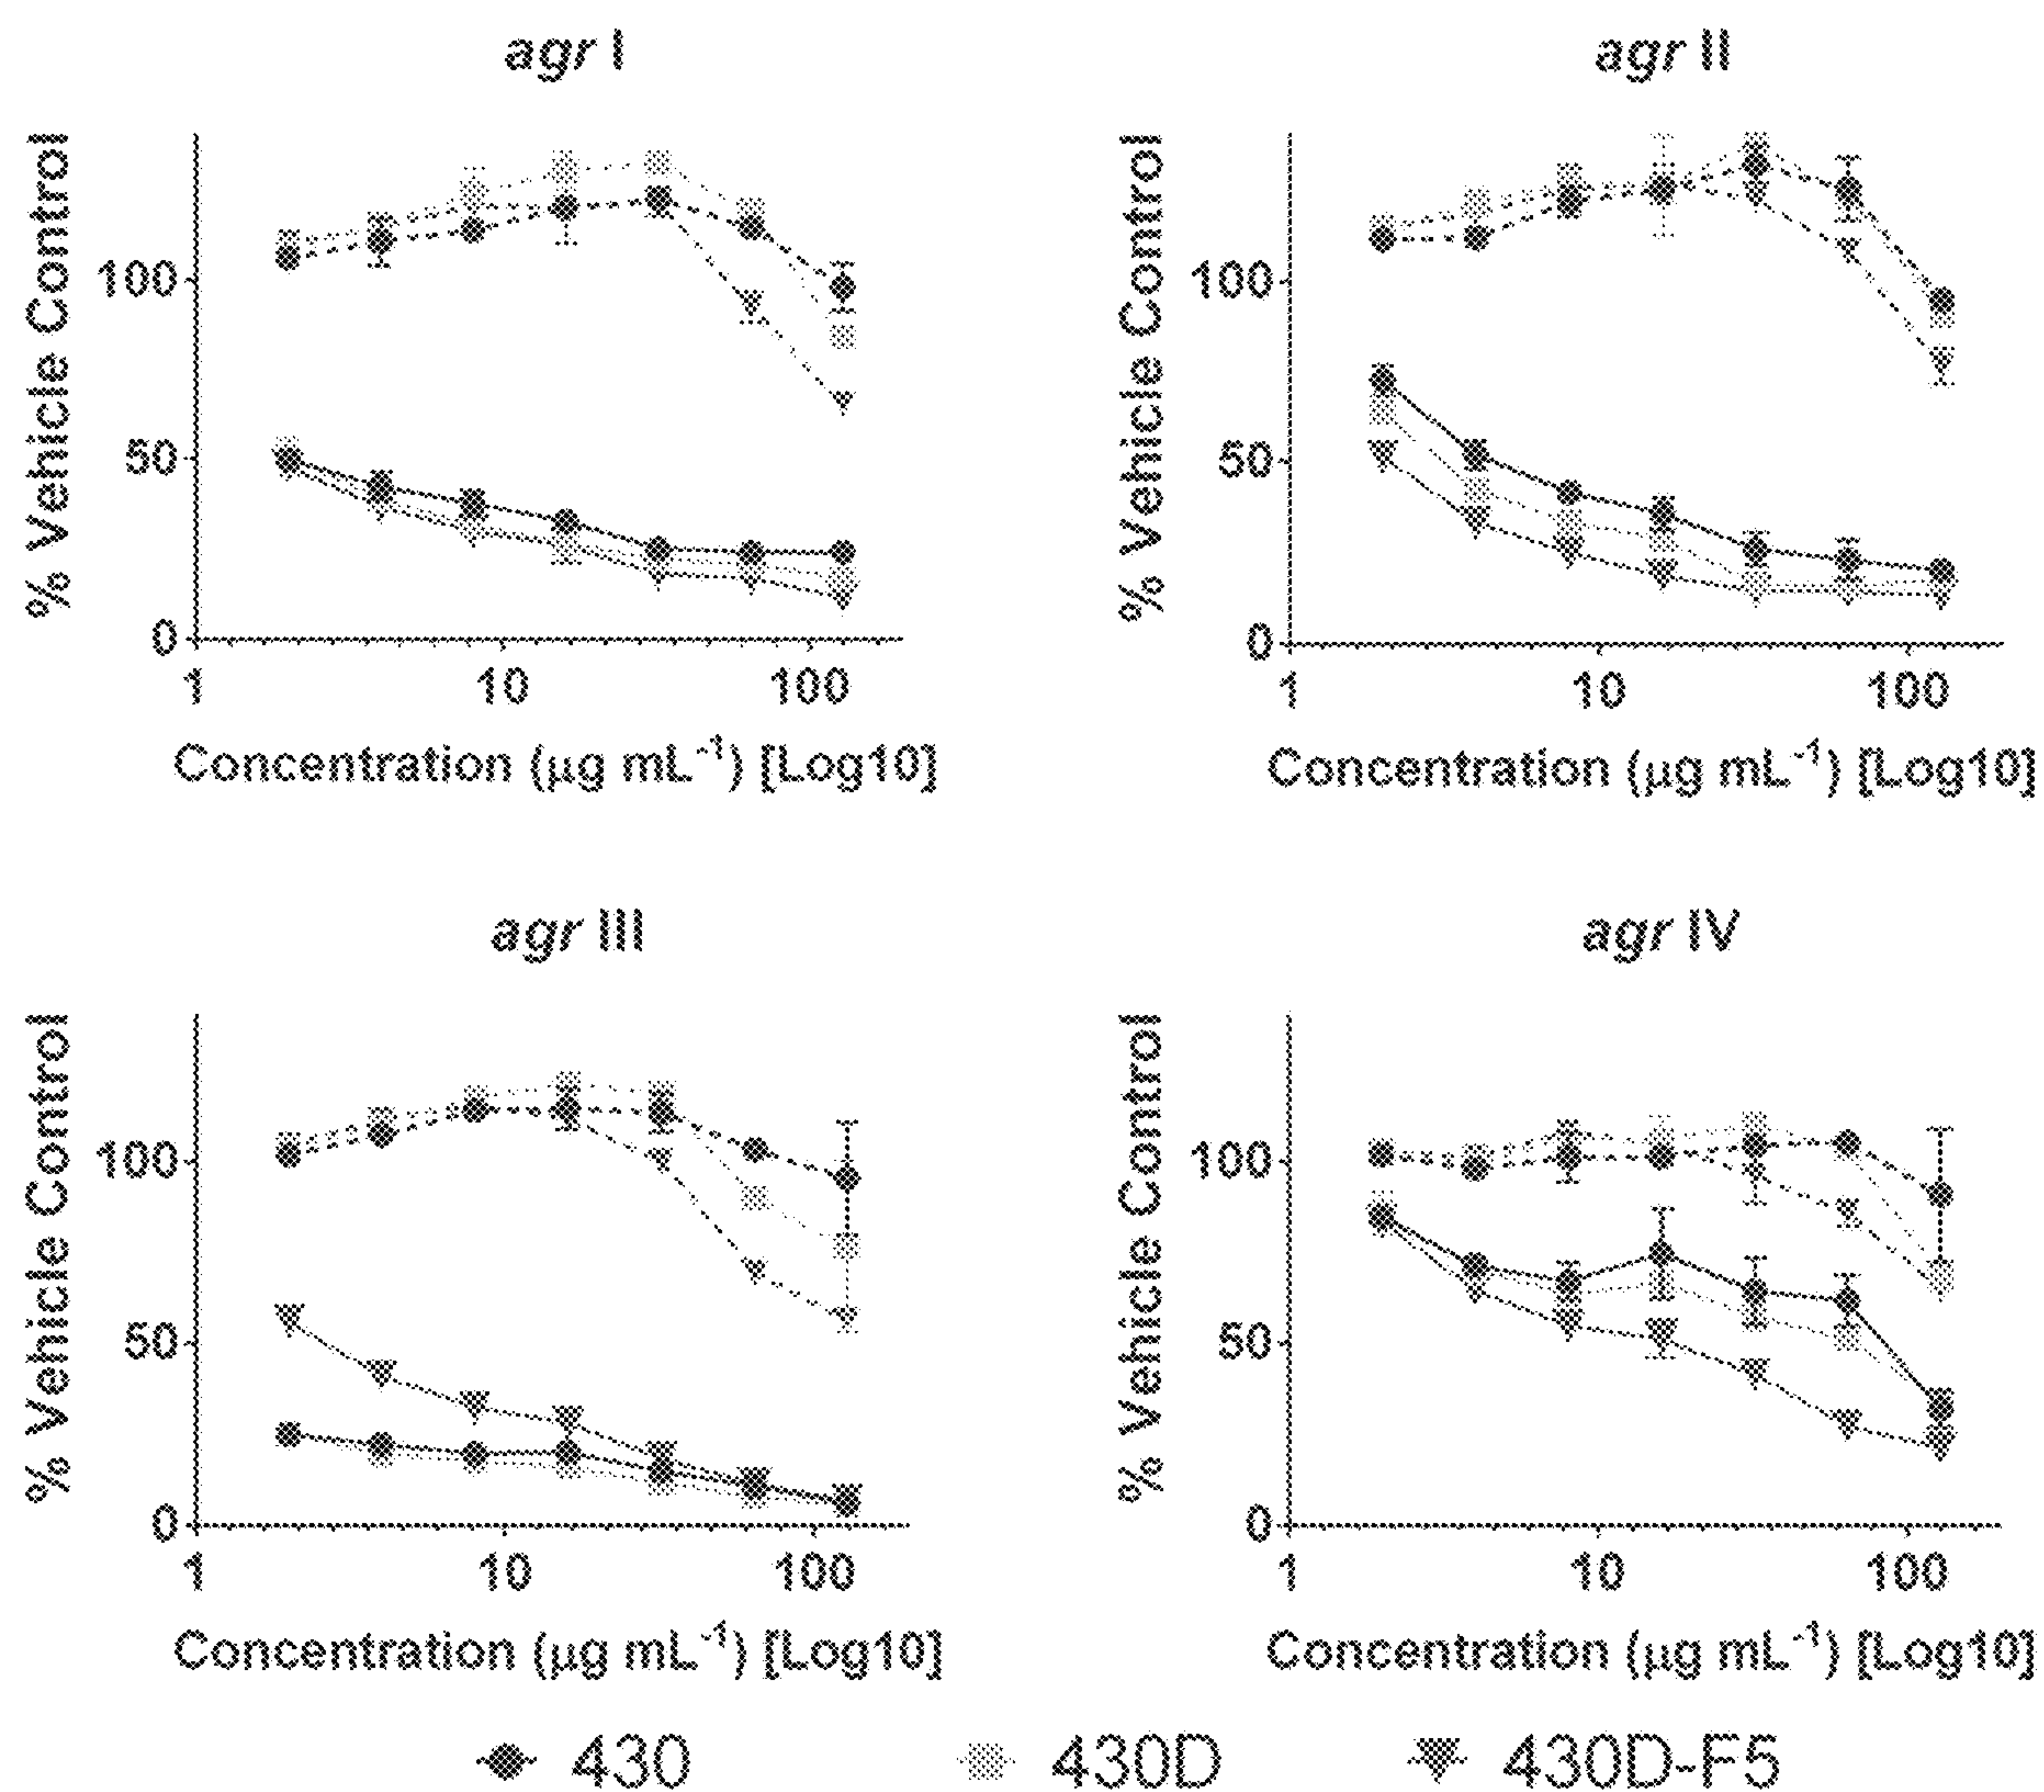 agr I
agr II
% Vehicle Control
100
50
0
1
10
100
Concentration (µg mL-1) [Log10]
% Vehicle Control
100
50
0
1
10
100
Concentration (µg mL-1) [Log10]
agr III
agr IV
% Vehicle Control
100
50
0
1
10
100
Concentration (µg mL-1) [Log10]
% Vehicle Control
100
50
0
1
10
100
Concentration (µg mL-1) [Log10]
430
430D
430D-F5